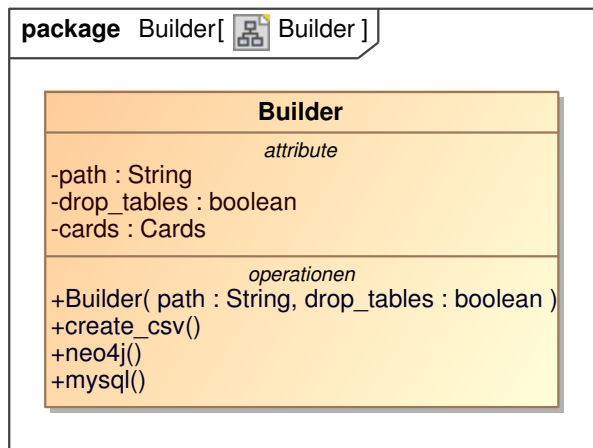 package Builder[ Builder ]
Builder
attribute
-path : String
-drop_tables : boolean
-cards : Cards
operationen
+Builder( path : String, drop_tables : boolean )
+create_csv()
+neo4j()
+mysql()